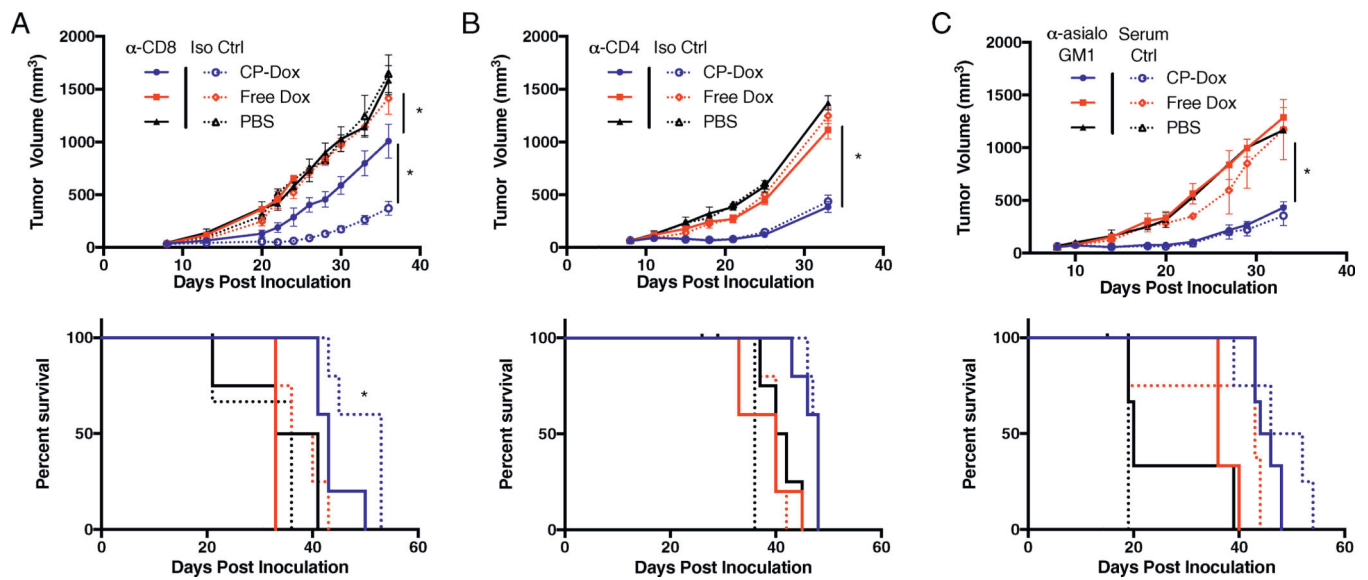 A
α-CD8 Iso Ctrl
CP-Dox
Free Dox
PBS
Tumor Volume (mm3)
2000
1500
1000
500
0
*
*
0 10 20 30 40
Days Post Inoculation
B
α-CD4 Iso Ctrl
CP-Dox
Free Dox
PBS
Tumor Volume (mm3)
2000
1500
1000
500
0
*
0 10 20 30 40
Days Post Inoculation
C
α-asialo Serum
GM1 Ctrl
CP-Dox
Free Dox
PBS
Tumor Volume (mm3)
2000
1500
1000
500
0
*
10 20 30 40
Days Post Inoculation
Percent survival
100
50
0
*
0 20 40 60
Days Post Inoculation
Percent survival
100
50
0
0 20 40 60
Days Post Inoculation
Percent survival
100
50
0
0 20 40 60
Days Post Inoculation